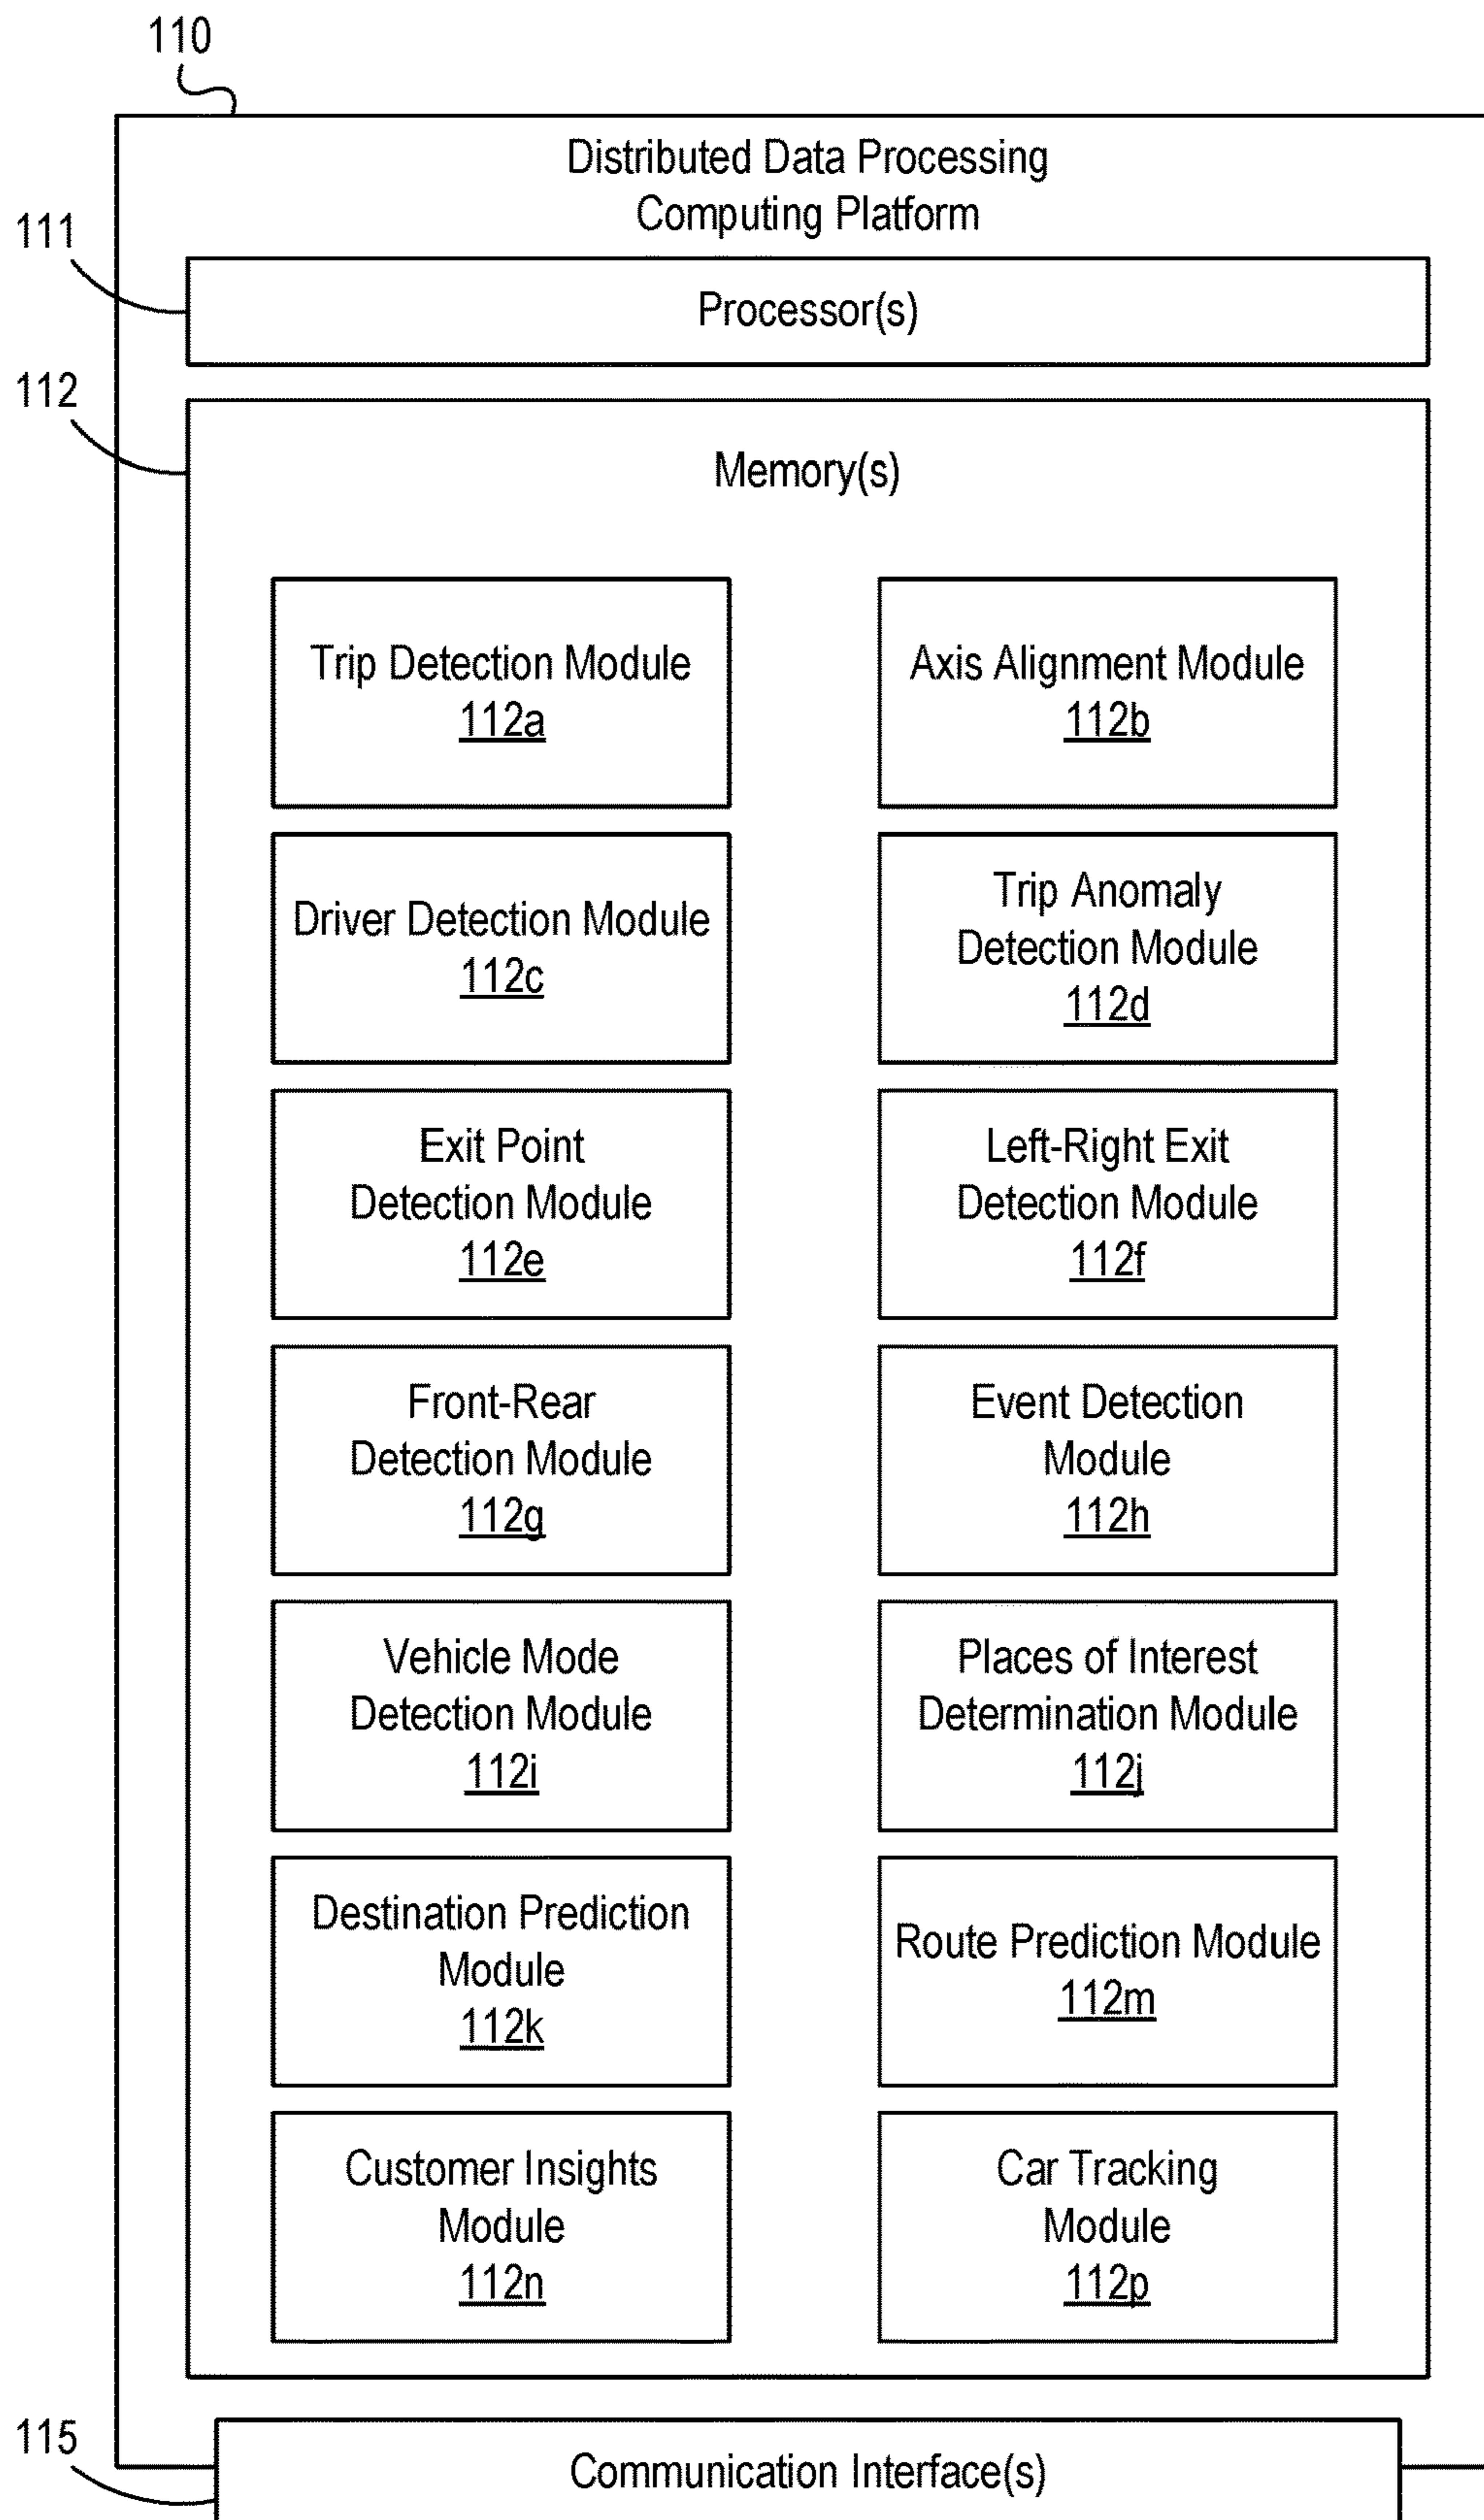 110
Distributed Data Processing
Computing Platform
111
Processor(s)
112
Memory(s)
Trip Detection Module
112a
Axis Alignment Module
112b
Driver Detection Module
112c
Trip Anomaly
Detection Module
112d
Exit Point
Detection Module
112e
Left-Right Exit
Detection Module
112f
Front-Rear
Detection Module
112g
Event Detection
Module
112h
Vehicle Mode
Detection Module
112i
Places of Interest
Determination Module
112j
Destination Prediction
Module
112k
Route Prediction Module
112m
Customer Insights
Module
112n
Car Tracking
Module
112p
115
Communication Interface(s)